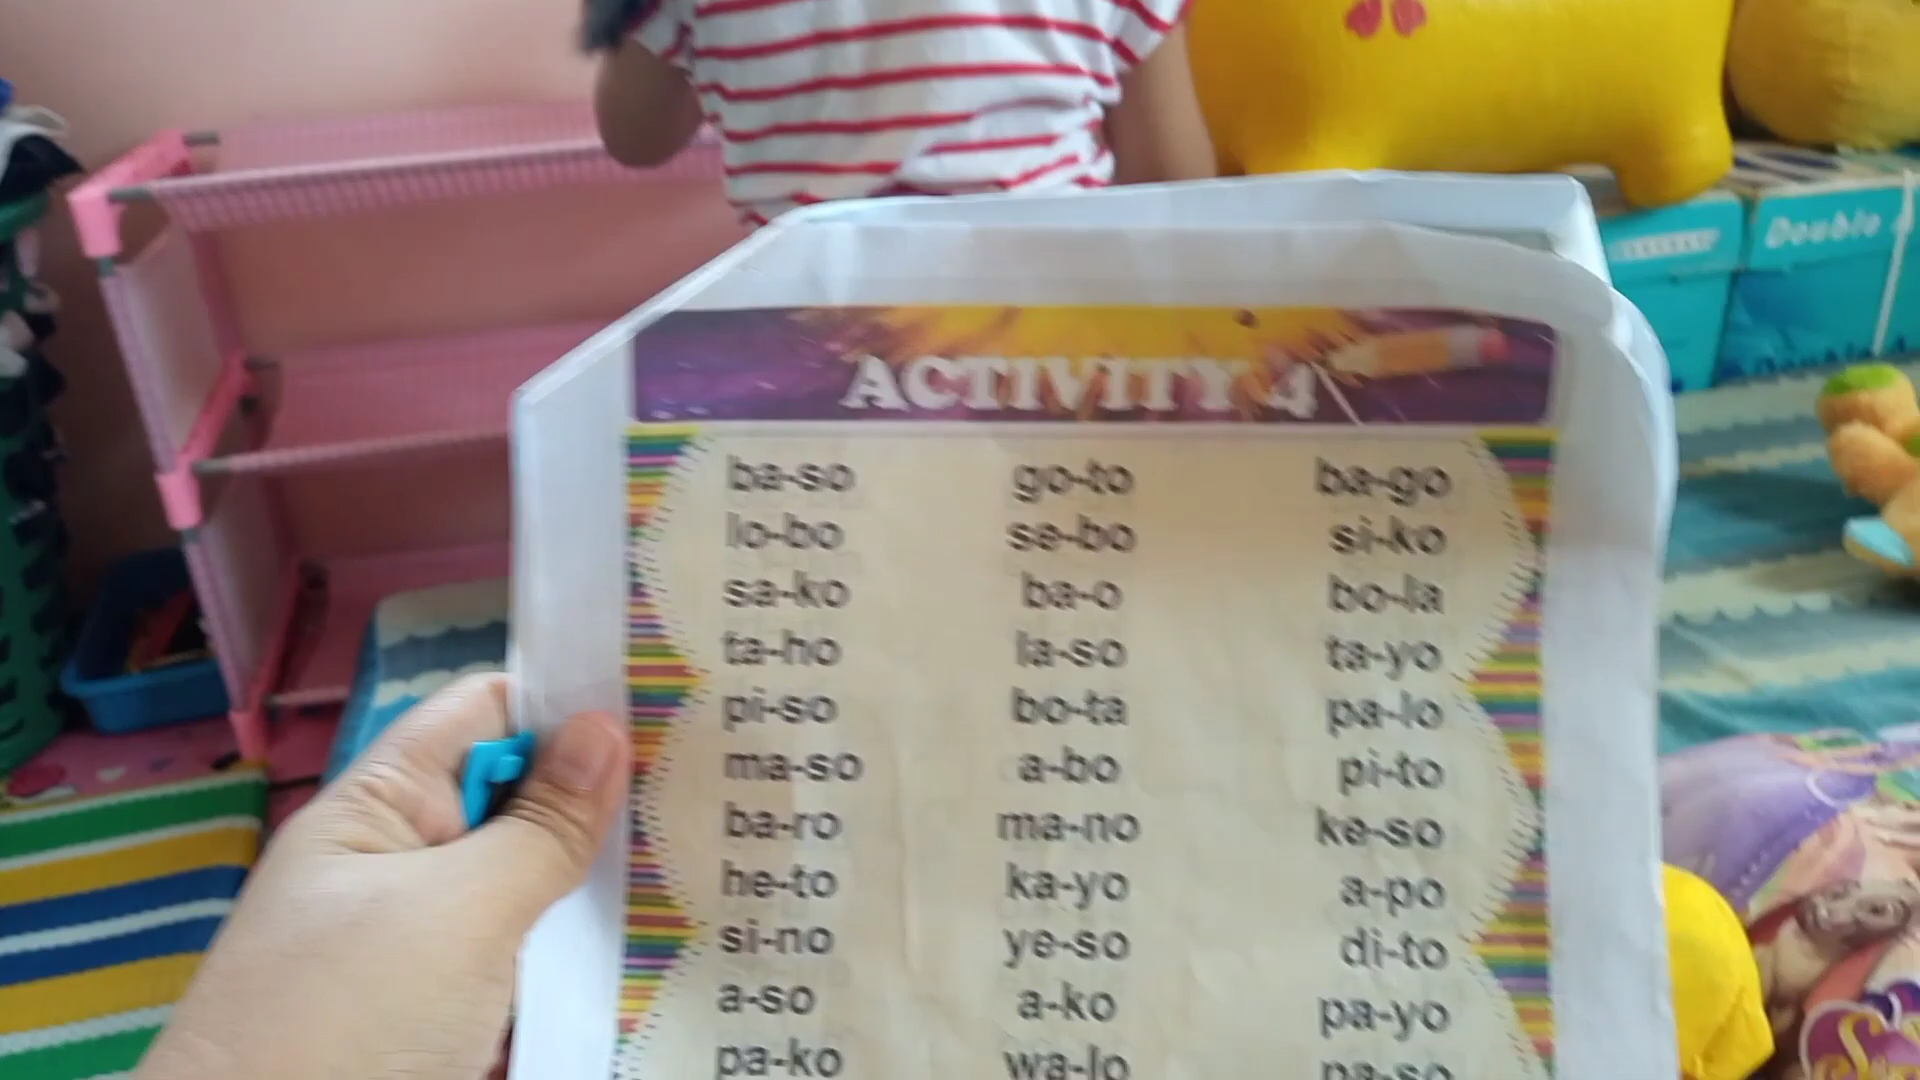 Double
ACTIVITY 4
ba-so go-to ba-go
lo-bo se-bo si-ko
sa-ko ba-o bo-la
ta-ho la-so ta-yo
pi-so bo-ta pa-lo
ma-so a-bo pi-to
ba-ro ma-no ke-so
he-to ka-yo a-po
si-no ye-so di-to
a-so a-ko pa-yo
pa-ko wa-lo pa-so